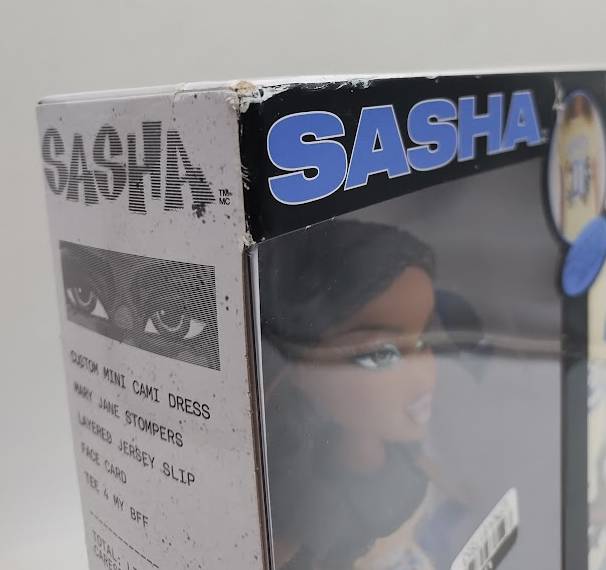 SASHA
TM
MC
CUSTOM MINI CAMI DRESS
MARY JANE STOMPERS
LAYERED JERSEY SLIP
FACE CARD
TEE 4 MY BFF
TOTAL:
SASHA